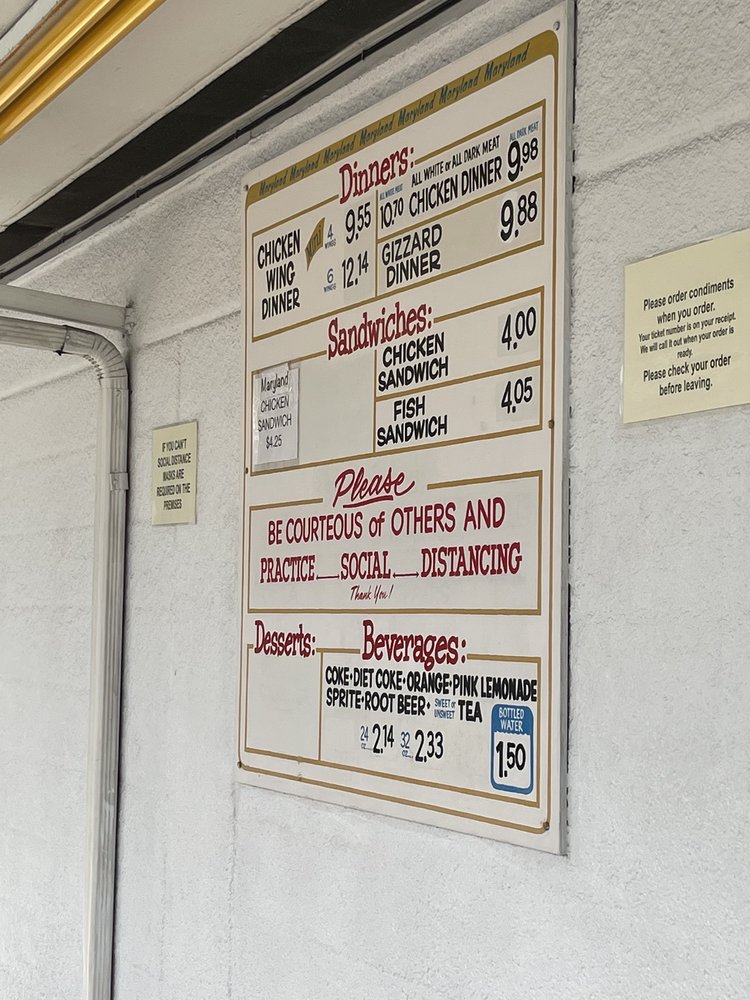 Maryland Maryland Maryland Maryland Maryland Maryland Maryland
Dinners:
CHICKEN
WING
DINNER
4
WINGS
9.55
6
WINGS
12.14
ALL WHITE or ALL DARK MEAT
ALL WHITE MEAT
10.70
CHICKEN DINNER
ALL DARK MEAT
9.98
GIZZARD
DINNER
9.88
Sandwiches:
Maryland
CHICKEN
SANDWICH
$4.25
CHICKEN
SANDWICH
4.00
FISH
SANDWICH
4.05
Please
BE COURTEOUS of OTHERS AND
PRACTICE SOCIAL DISTANCING
Thank You!
Desserts:
Beverages:
COKE • DIET COKE • ORANGE • PINK LEMONADE
SPRITE • ROOT BEER • SWEET or UNSWEET TEA
24 oz. 2.14 32 oz. 2.33
BOTTLED
WATER
1.50
IF YOU CAN'T
SOCIAL DISTANCE
MASKS ARE
REQUIRED ON THE
PREMISES
Please order condiments
when you order.
Your ticket number is on your receipt.
We will call it out when your order is
ready.
Please check your order
before leaving.